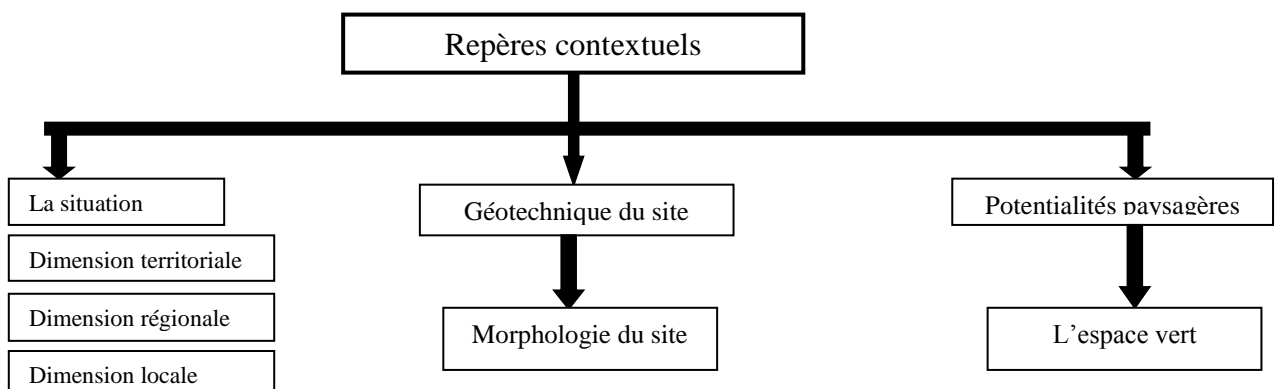 Repères contextuels
La situation
Dimension territoriale
Dimension régionale
Dimension locale
Géotechnique du site
Morphologie du site
Potentialités paysagères
L’espace vert